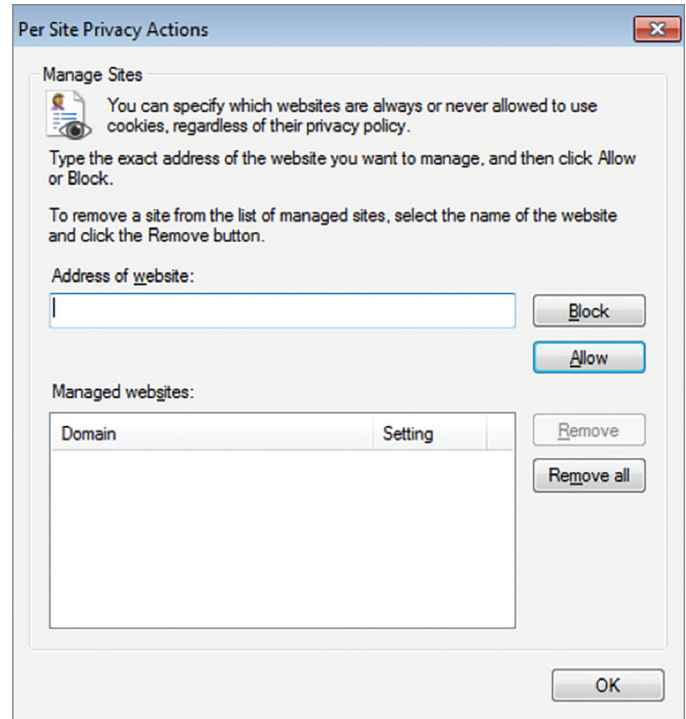 Per Site Privacy Actions
Manage Sites
You can specify which websites are always or never allowed to use
cookies, regardless of their privacy policy.
Type the exact address of the website you want to manage, and then click Allow
or Block.
To remove a site from the list of managed sites, select the name of the website
and click the Remove button.
Address of website:
Block
Allow
Managed websites:
Domain Setting
Remove
Remove all
OK